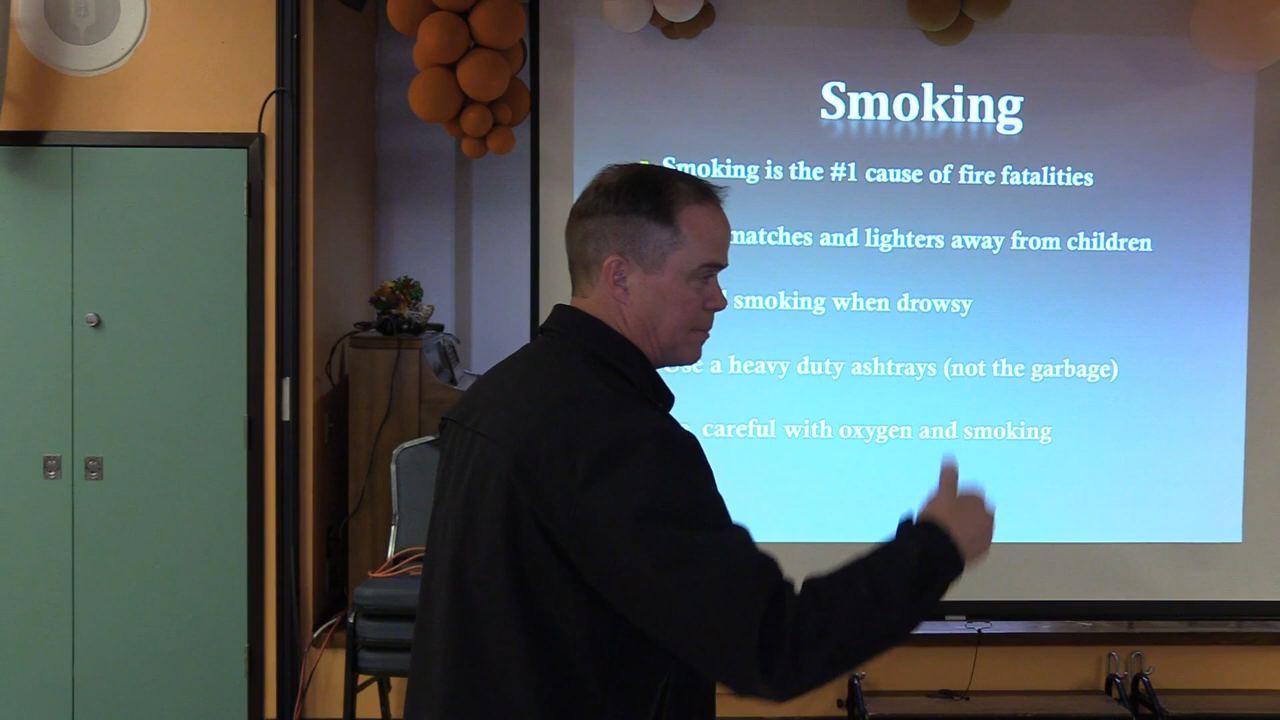 Smoking
Smoking is the #1 cause of fire fatalities
matches and lighters away from children
smoking when drowsy
Use a heavy duty ashtrays (not the garbage)
careful with oxygen and smoking